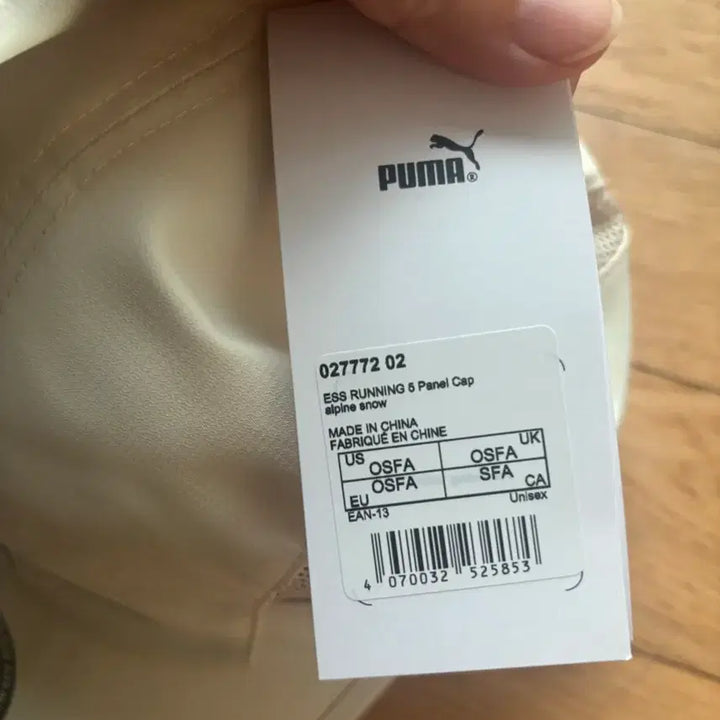 PUMA®
027772 02
ESS RUNNING 5 Panel Cap
alpine snow
MADE IN CHINA
FABRIQUÉ EN CHINE
US OSFA
OSFA UK
EU OSFA
SFA CA
EAN-13
Unisex
4 070032 525853